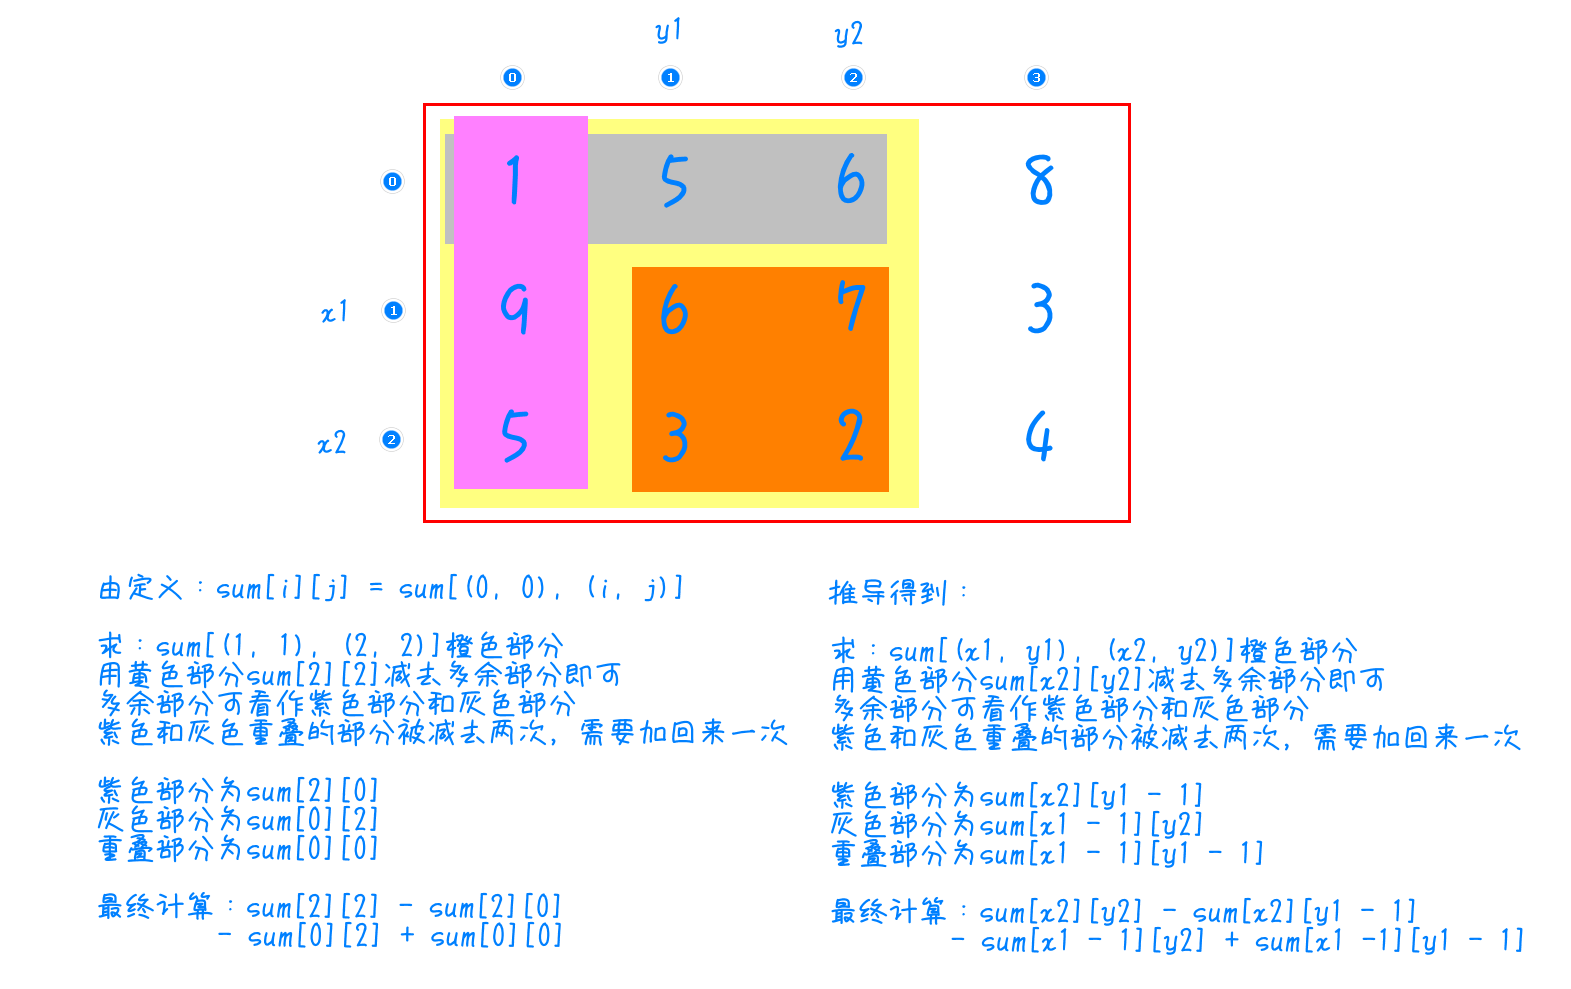 y1 y2
0 1 2 3
0 1 5 6 8
x1 1 9 6 7 3
x2 2 5 3 2 4
由定义：sum[i][j] = sum[(0, 0), (i, j)]
求：sum[(1, 1), (2, 2)]橙色部分
用黄色部分sum[2][2]减去多余部分即可
多余部分可看作紫色部分和灰色部分
紫色和灰色重叠的部分被减去两次，需要加回来一次
紫色部分为sum[2][0]
灰色部分为sum[0][2]
重叠部分为sum[0][0]
最终计算：sum[2][2] - sum[2][0]
- sum[0][2] + sum[0][0]
推导得到：
求：sum[(x1, y1), (x2, y2)]橙色部分
用黄色部分sum[x2][y2]减去多余部分即可
多余部分可看作紫色部分和灰色部分
紫色和灰色重叠的部分被减去两次，需要加回来一次
紫色部分为sum[x2][y1 - 1]
灰色部分为sum[x1 - 1][y2]
重叠部分为sum[x1 - 1][y1 - 1]
最终计算：sum[x2][y2] - sum[x2][y1 - 1]
- sum[x1 - 1][y2] + sum[x1 -1][y1 - 1]